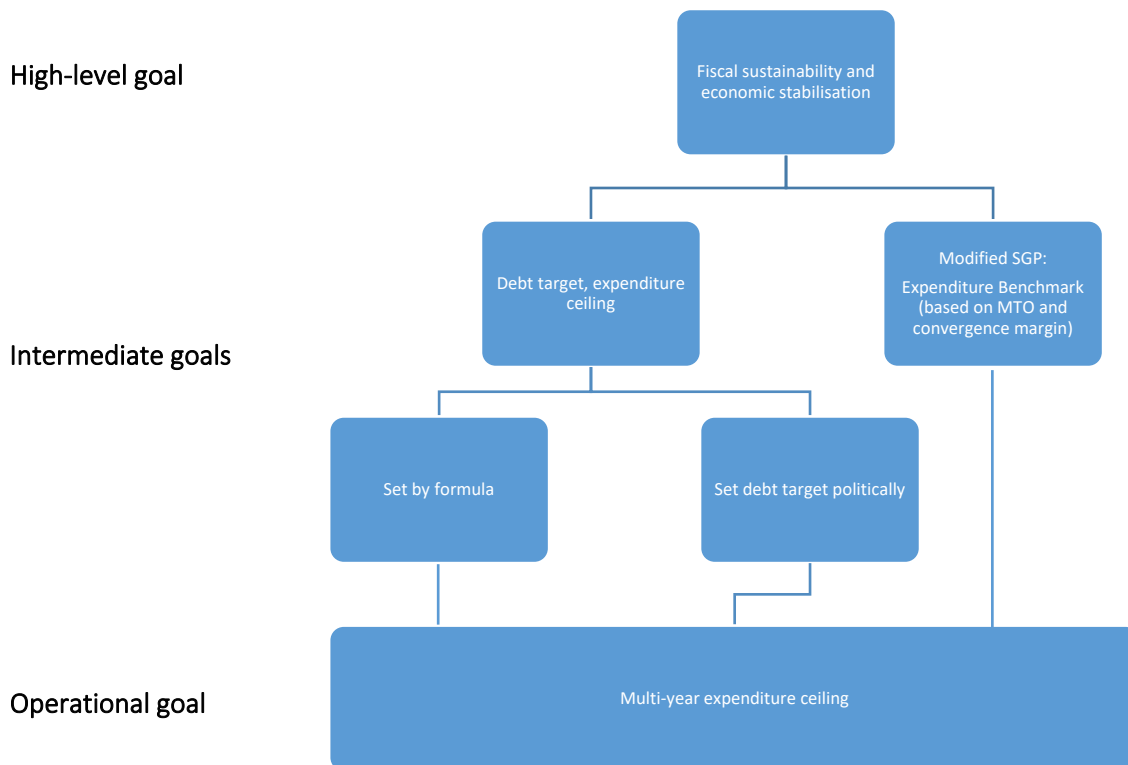 High-level goal
Fiscal sustainability and
economic stabilisation
Debt target, expenditure
ceiling
Modified SGP:
Expenditure Benchmark
(based on MTO and
convergence margin)
Intermediate goals
Set by formula
Set debt target politically
Operational goal
Multi-year expenditure ceiling